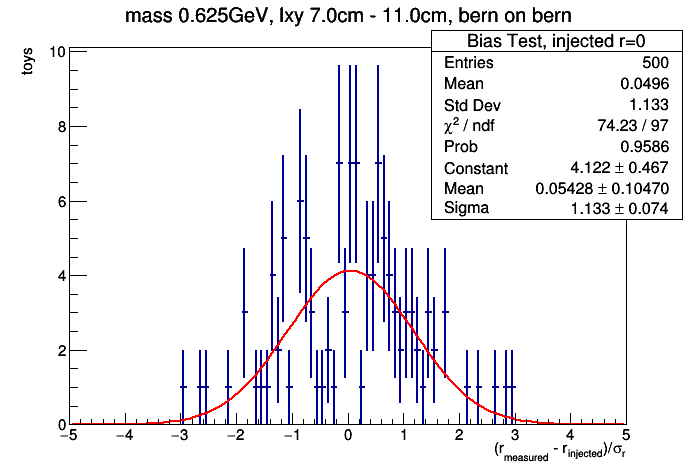 mass 0.625GeV, lxy 7.0cm - 11.0cm, bern on bern
Bias Test, injected r=0
Entries 500
Mean 0.0496
Std Dev 1.133
χ² / ndf 74.23 / 97
Prob 0.9586
Constant 4.122 ± 0.467
Mean 0.05428 ± 0.10470
Sigma 1.133 ± 0.074
toys
10
8
6
4
2
0
−5 −4 −3 −2 −1 0 1 2 3 4 5
(r_measured - r_injected)/σ_r